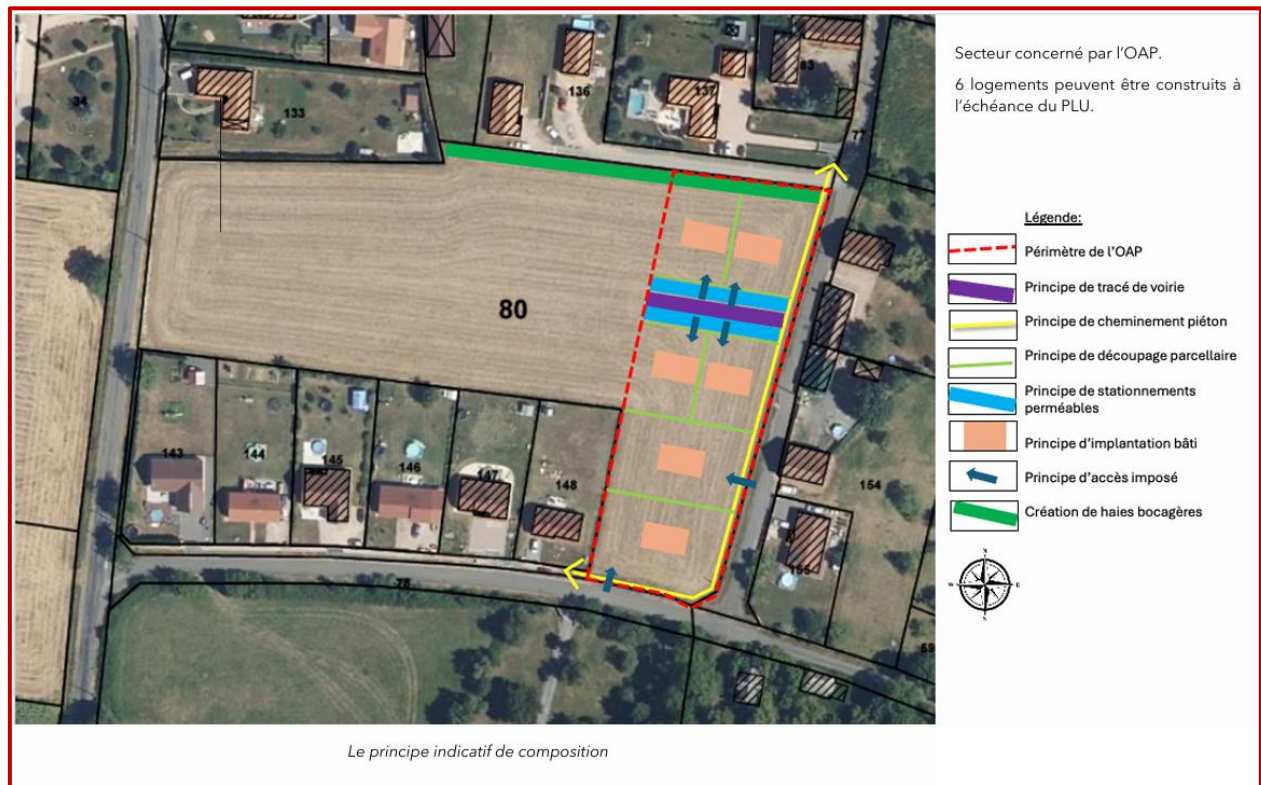 Secteur concerné par l'OAP.
6 logements peuvent être construits à
l'échéance du PLU.
Légende:
Périmètre de l'OAP
Principe de tracé de voirie
Principe de cheminement piéton
Principe de découpage parcellaire
Principe de stationnements
perméables
Principe d'implantation bâti
Principe d'accès imposé
Création de haies bocagères
N
W
E
S
34
133
136
137
63
77
80
143
144
145
146
147
148
154
155
78
59
Le principe indicatif de composition